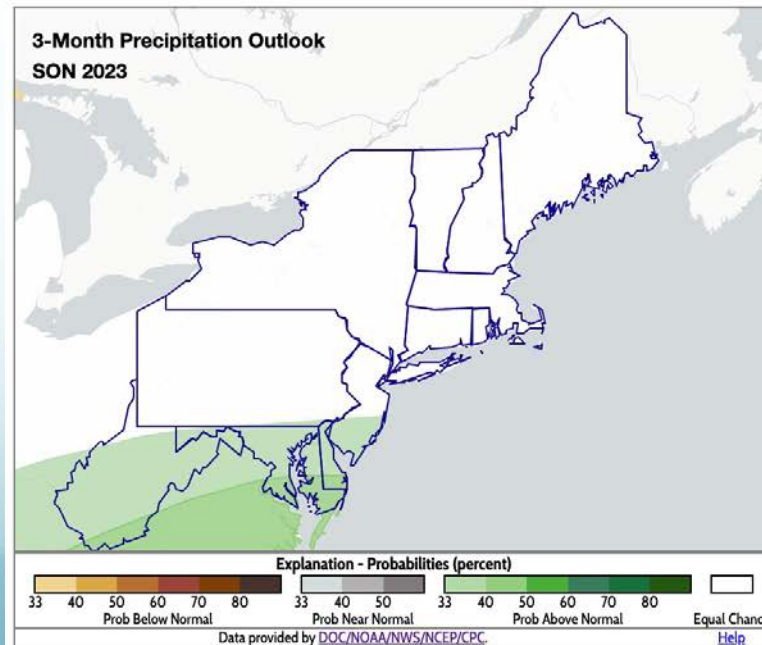 3-Month Precipitation Outlook
SON 2023
Explanation - Probabilities (percent)
33 40 50 60 70 80 33 40 50 60 33 40 50 60 70 80
Prob Below Normal Prob Near Normal Prob Above Normal Equal Chanc
Data provided by DOC/NOAA/NWS/NCEP/CPC. Help